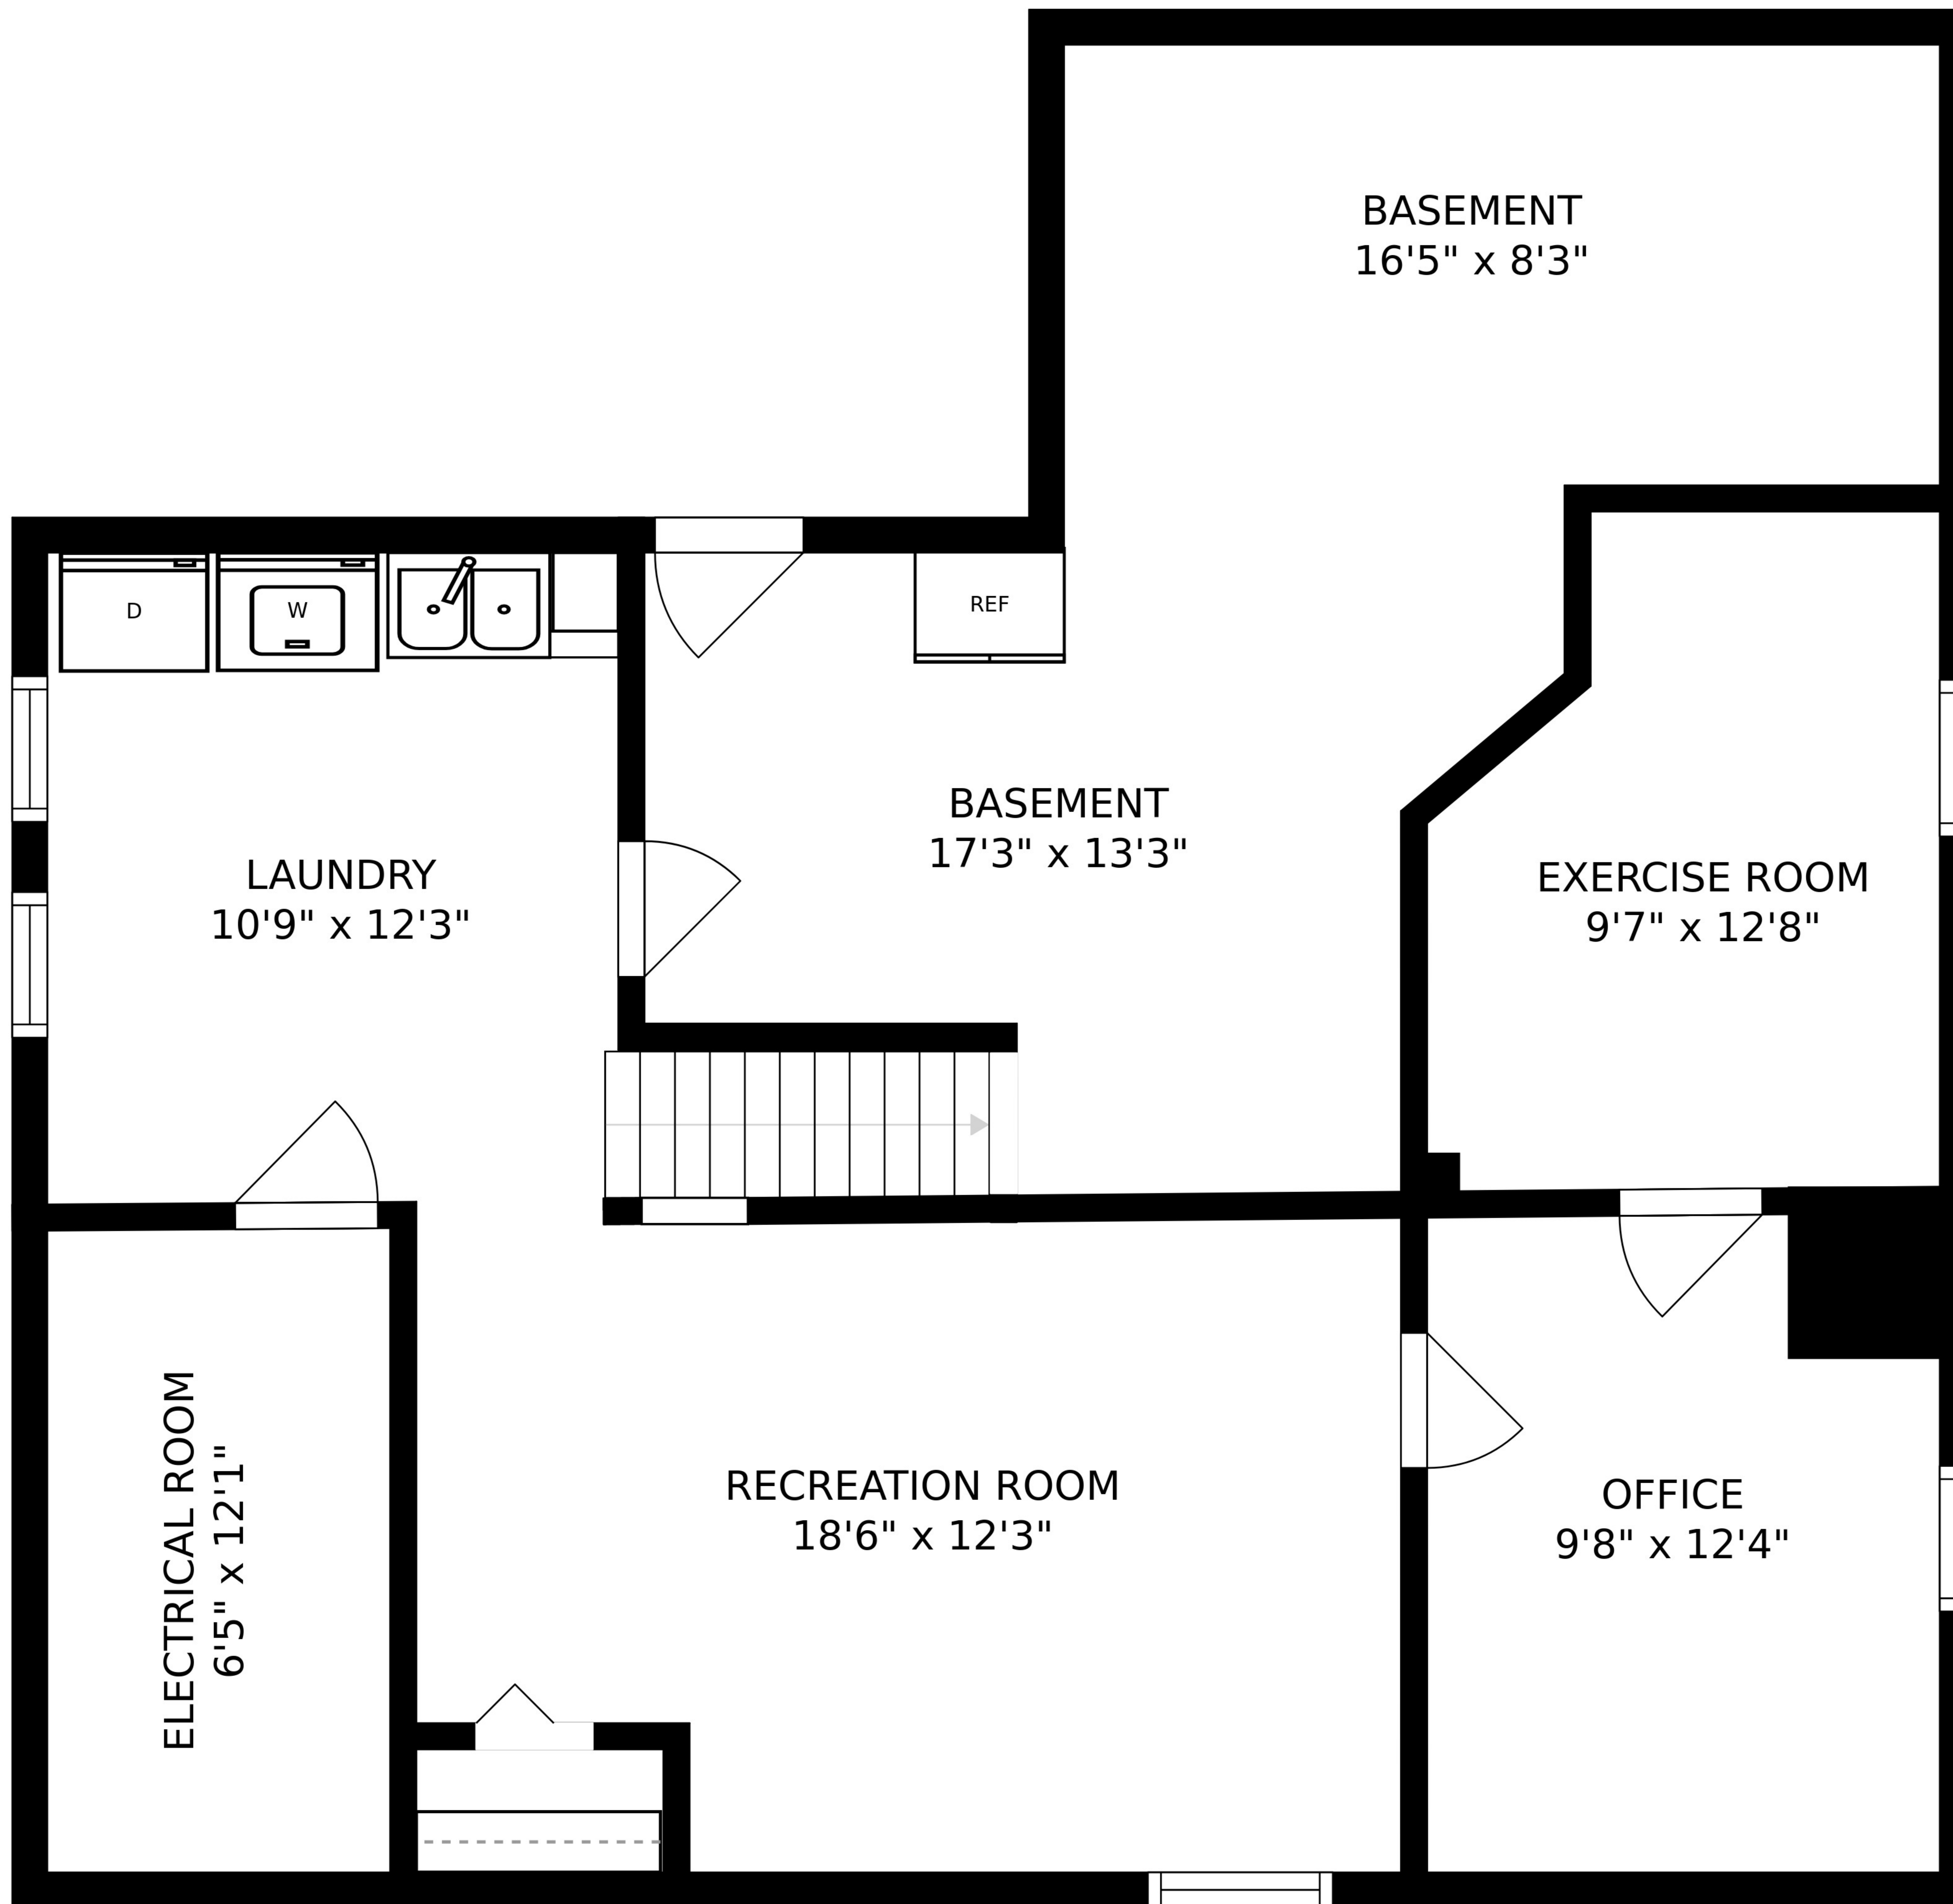 BASEMENT
16'5" x 8'3"
D
W
REF
BASEMENT
17'3" x 13'3"
LAUNDRY
10'9" x 12'3"
EXERCISE ROOM
9'7" x 12'8"
ELECTRICAL ROOM
6'5" x 12'1"
RECREATION ROOM
18'6" x 12'3"
OFFICE
9'8" x 12'4"